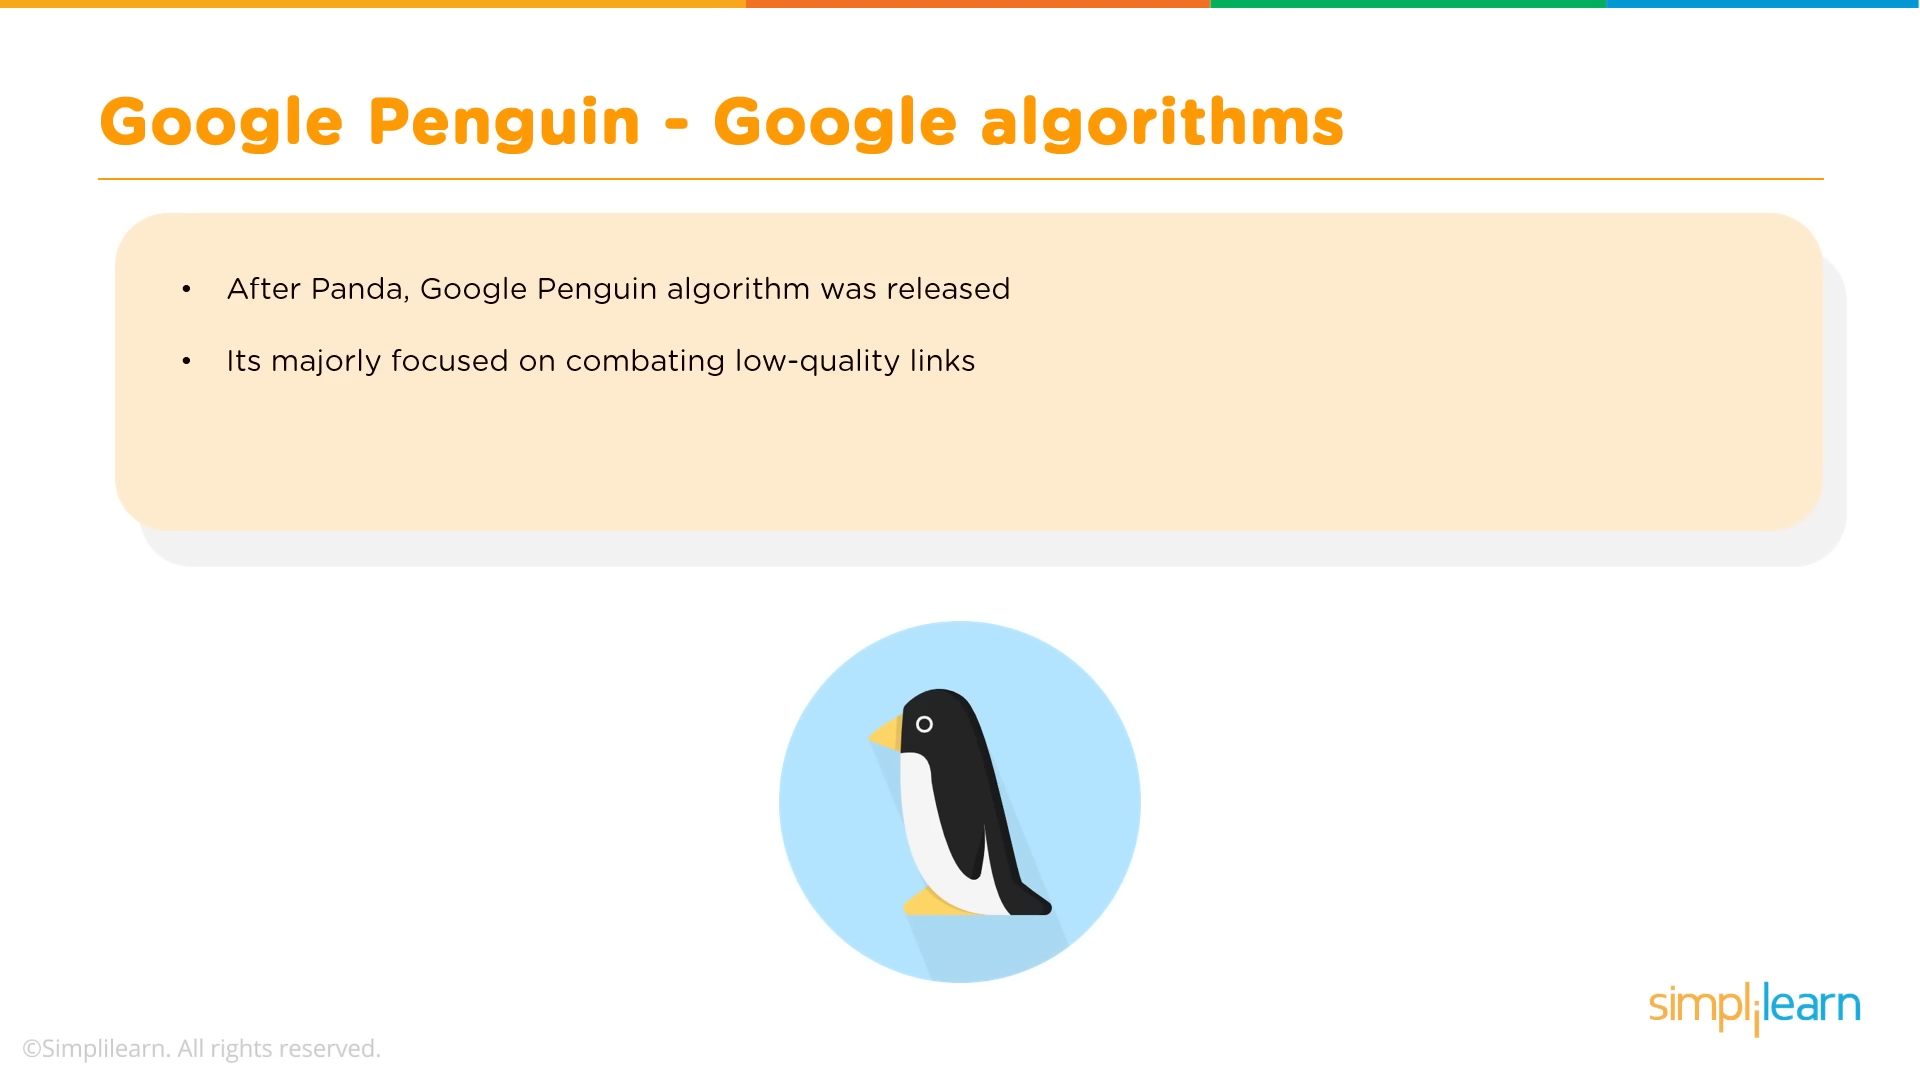 Google Penguin - Google algorithms
• After Panda, Google Penguin algorithm was released
• Its majorly focused on combating low-quality links
simplilearn
©Simplilearn. All rights reserved.